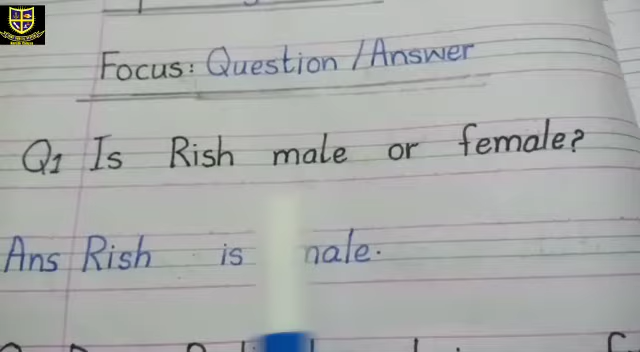 Focus: Question / Answer
Q1 Is Rish male or female?
Ans Rish is